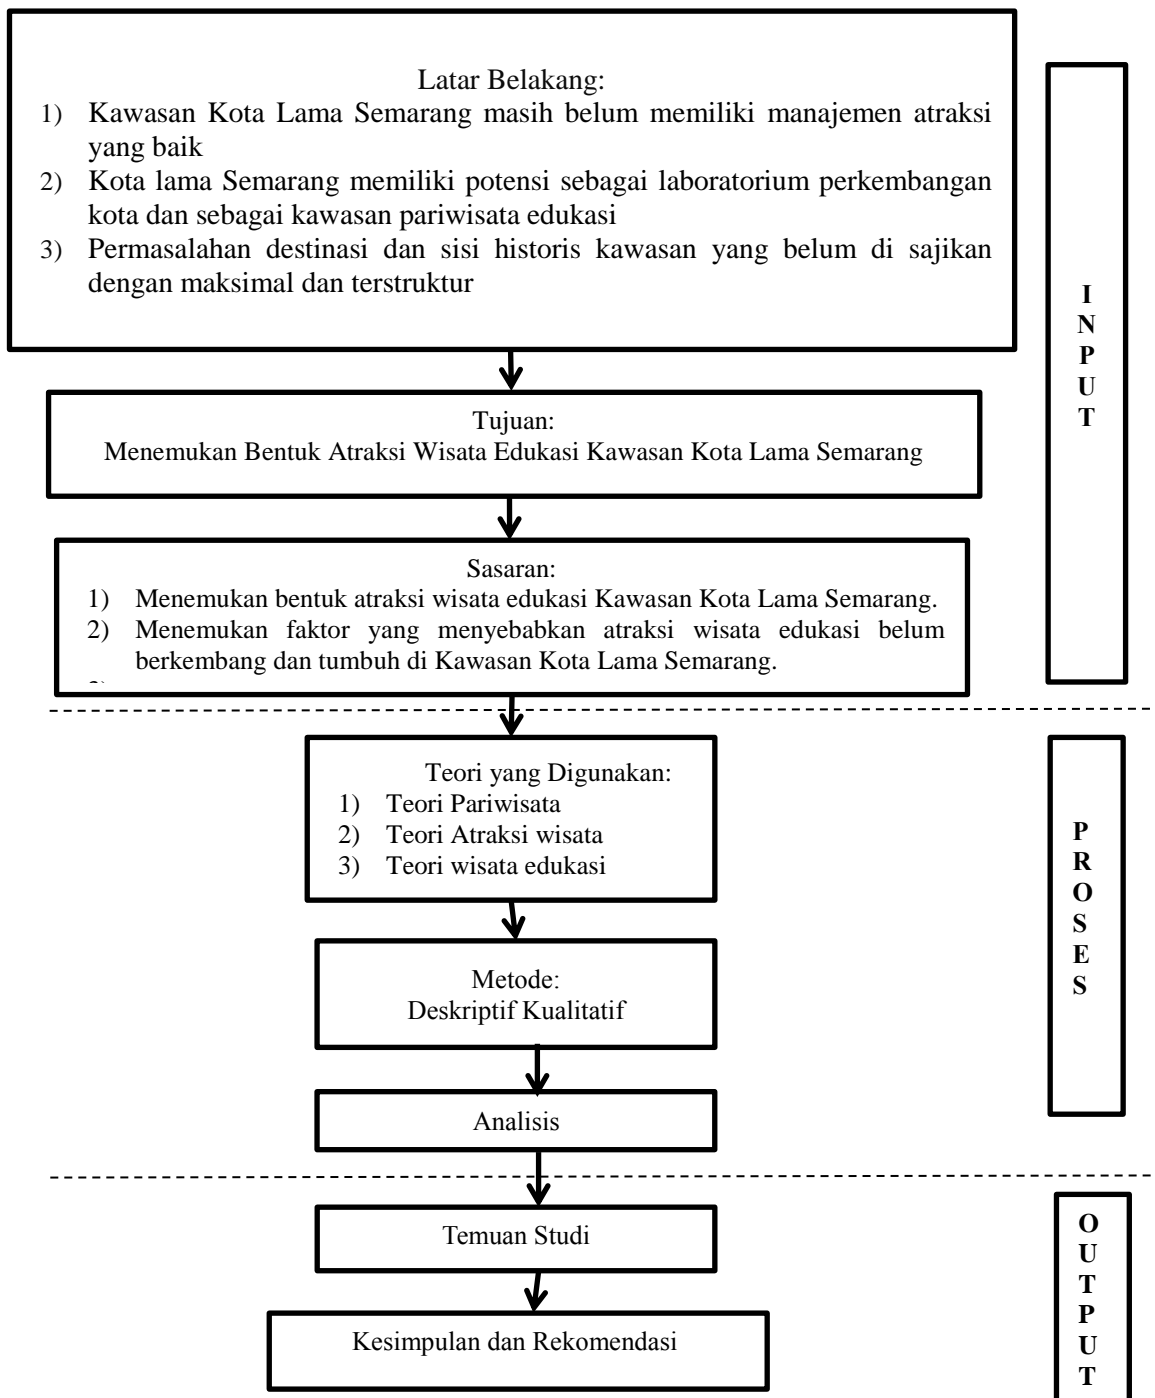 Latar Belakang:
1) Kawasan Kota Lama Semarang masih belum memiliki manajemen atraksi
yang baik
2) Kota lama Semarang memiliki potensi sebagai laboratorium perkembangan
kota dan sebagai kawasan pariwisata edukasi
3) Permasalahan destinasi dan sisi historis kawasan yang belum di sajikan
dengan maksimal dan terstruktur
INPUT
Tujuan:
Menemukan Bentuk Atraksi Wisata Edukasi Kawasan Kota Lama Semarang
Sasaran:
1) Menemukan bentuk atraksi wisata edukasi Kawasan Kota Lama Semarang.
2) Menemukan faktor yang menyebabkan atraksi wisata edukasi belum
berkembang dan tumbuh di Kawasan Kota Lama Semarang.
Teori yang Digunakan:
1) Teori Pariwisata
2) Teori Atraksi wisata
3) Teori wisata edukasi
PROSES
Metode:
Deskriptif Kualitatif
Analisis
Temuan Studi
OUTPUT
Kesimpulan dan Rekomendasi